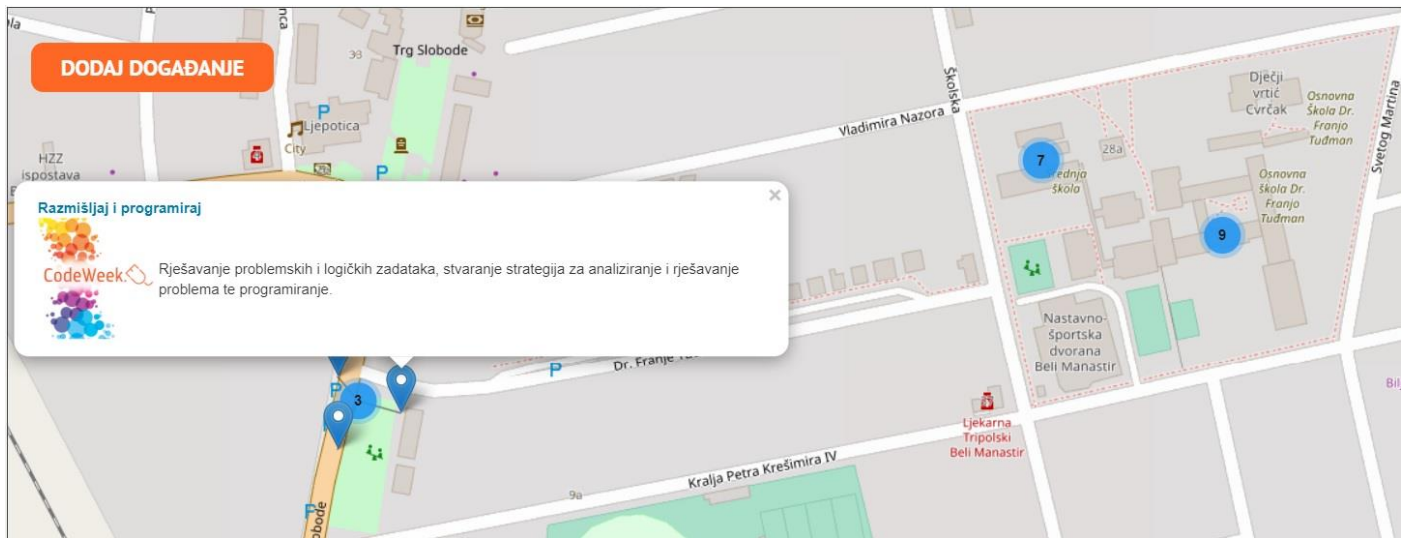 Trg Slobode
38
DODAJ DOGAĐANJE
Školska
Dječji
vrtić
Cvrčak
Osnovna
Škola Dr.
Franjo
Tuđman
Svetog Martina
P
Ljepotica
City
Vladimira Nazora
HZZ
ispostava
P
28a
7
škola
Osnovna
škola Dr.
Franjo
Tuđman
9
Razmišljaj i programiraj
×
CodeWeek.
Rješavanje problemskih i logičkih zadataka, stvaranje strategija za analiziranje i rješavanje
problema te programiranje.
Nastavno-
športska
dvorana
Beli Manastir
P
Dr. Franje
P
3
Ljekarna
Tripolski
Beli Manastir
Kralja Petra Krešimira IV
9a
P